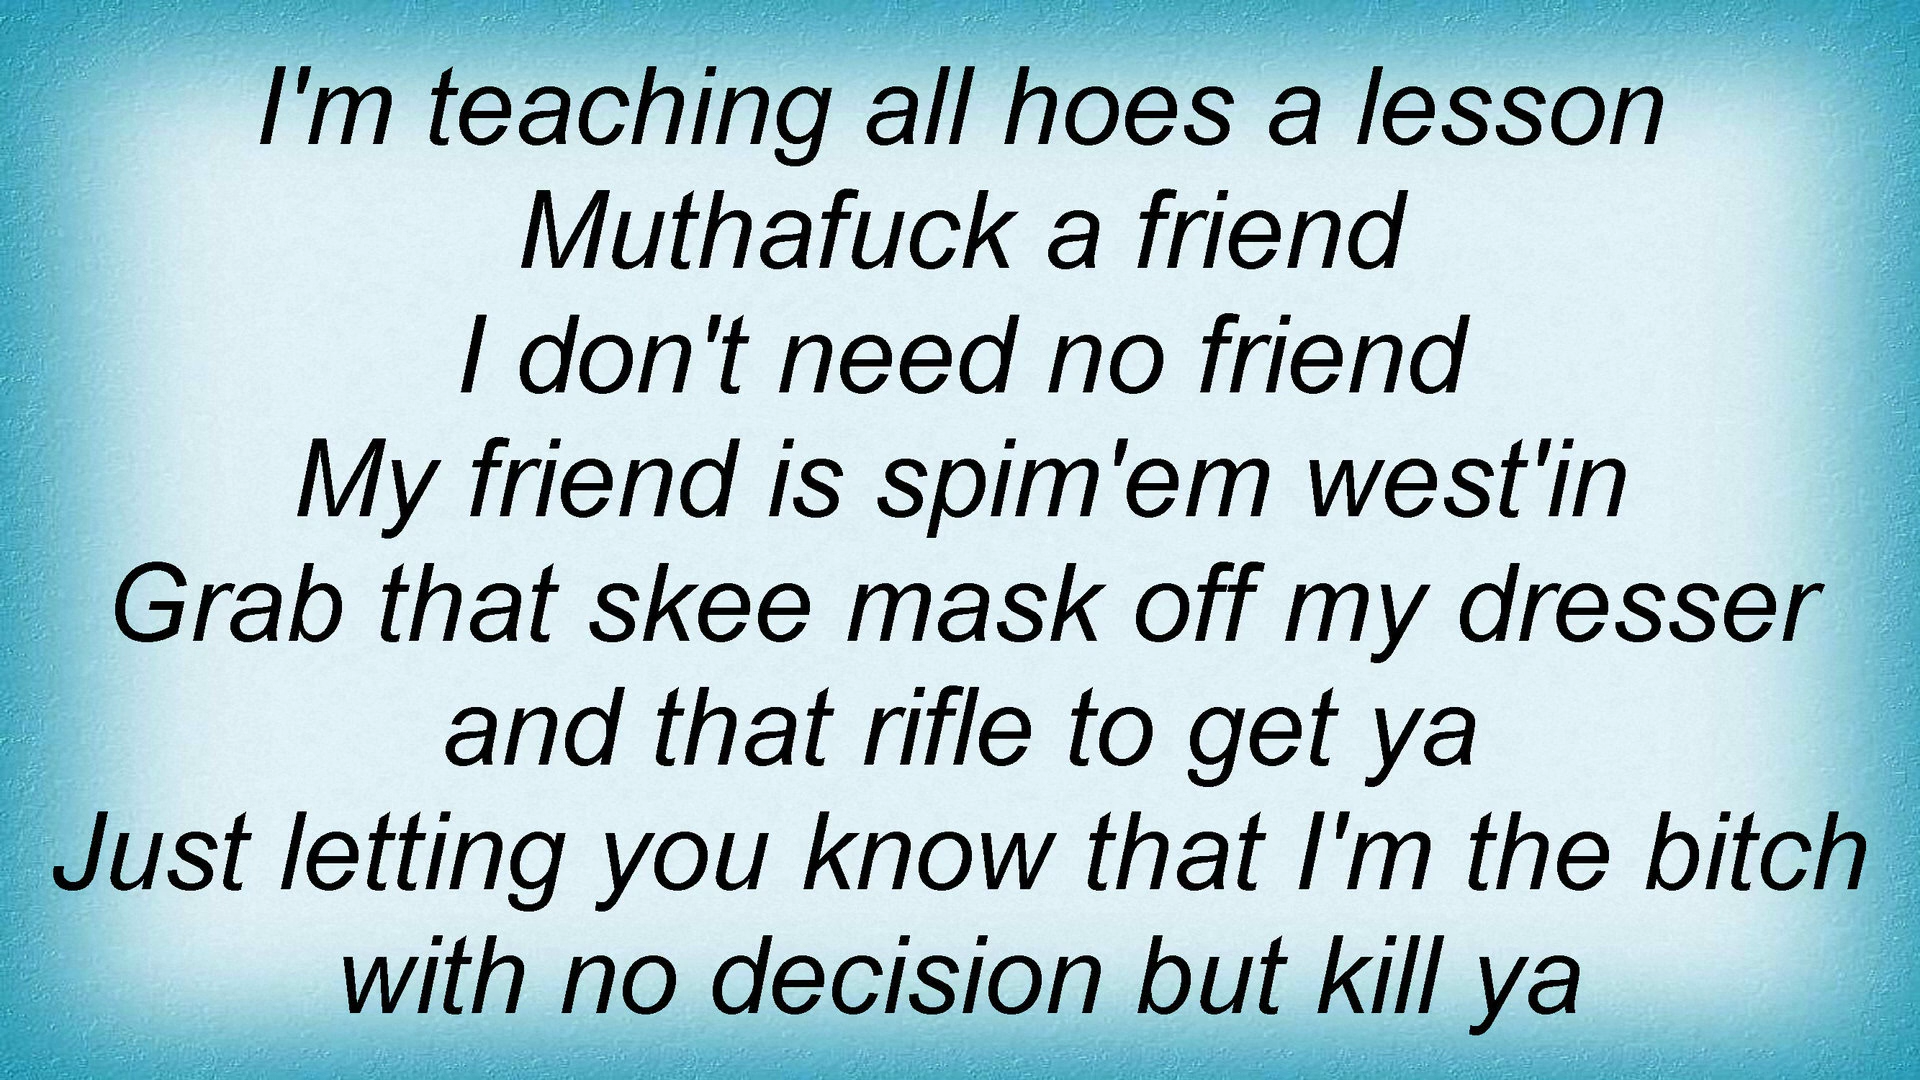 I'm teaching all hoes a lesson
Muthafuck a friend
I don't need no friend
My friend is spim'em west'in
Grab that skee mask off my dresser
and that rifle to get ya
Just letting you know that I'm the bitch
with no decision but kill ya